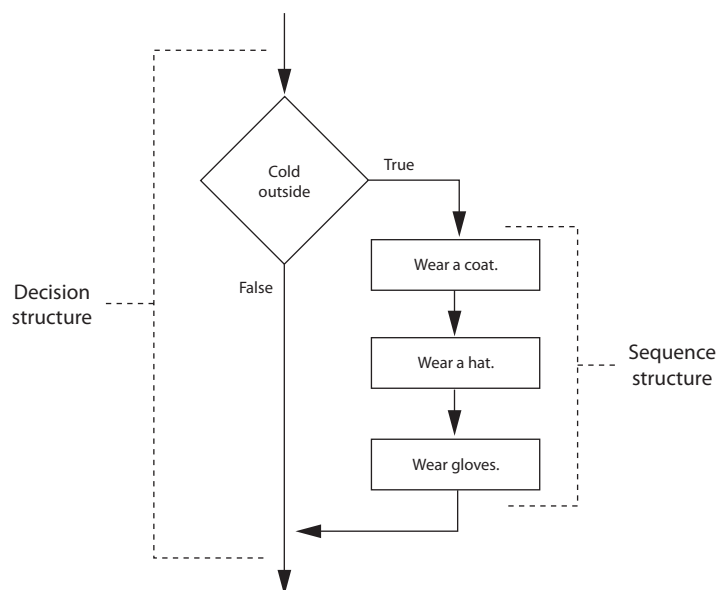 Cold
outside
True
Wear a coat.
False
Decision
structure
Wear a hat.
Sequence
structure
Wear gloves.